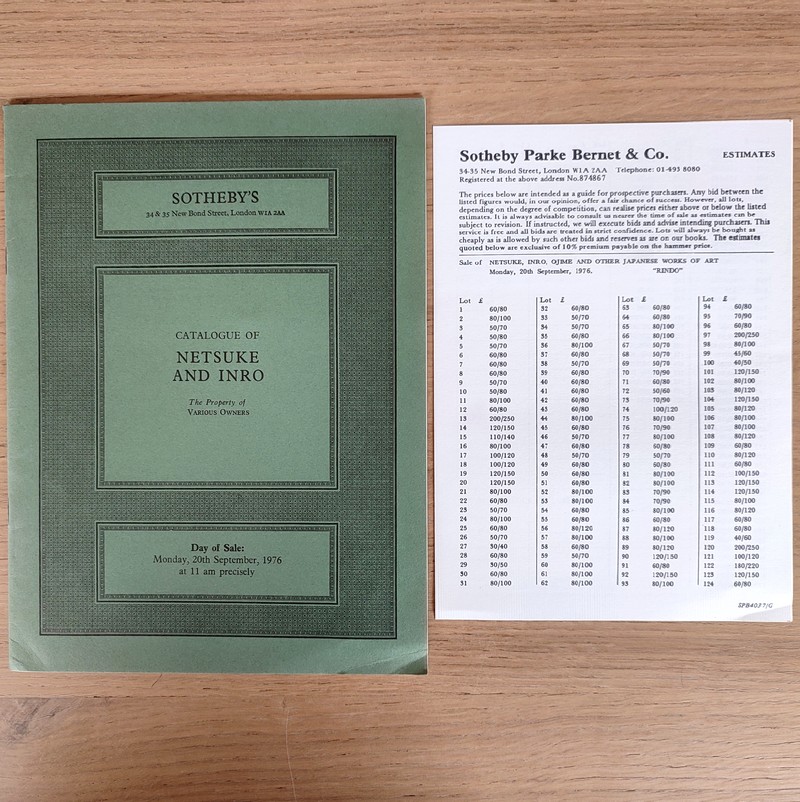 SOTHEBY'S
34 & 35 New Bond Street, London W1A 2AA
CATALOGUE OF
NETSUKE
AND INRO
The Property of
VARIOUS OWNERS
Day of Sale:
Monday, 20th September, 1976
at 11 am precisely
Sotheby Parke Bernet & Co. ESTIMATES
34-35 New Bond Street, London W1A 7AA Telephone: 01-493 8080
Registered at the above address No.874867
The prices below are intended as a guide for prospective purchasers. Any bid between the
listed figures would, in our opinion, offer a fair chance of success. However, all lots,
depending on the degree of competition, can realise prices either above or below the listed
estimates. It is always advisable to consult us nearer the time of sale as estimates can be
subject to revision. If instructed, we will execute bids and advise intending purchasers. This
service is free and all bids are treated in strict confidence. Lots will always be bought as
cheaply as is allowed by such other bids and reserves as are on our books. The estimates
quoted below are exclusive of 10% premium payable on the hammer price.
Sale of NETSUKE, INRO, OJIME AND OTHER JAPANESE WORKS OF ART
Monday, 20th September, 1976. "RINDO"
Lot £ Lot £ Lot £ Lot £
1 60/80 32 60/80 63 60/80 94 60/80
2 80/100 33 50/70 64 60/80 95 70/90
3 50/70 34 50/70 65 80/100 96 60/80
4 50/80 35 60/80 66 80/100 97 200/250
5 50/70 36 80/100 67 50/70 98 80/100
6 60/80 37 60/80 68 50/70 99 45/60
7 60/80 38 60/80 69 50/70 100 40/50
8 60/80 39 60/80 70 70/90 101 120/150
9 50/70 40 60/80 71 60/80 102 80/100
10 50/80 41 60/80 72 50/60 103 80/120
11 80/100 42 60/80 73 70/90 104 120/150
12 60/80 43 60/80 74 100/120 105 80/120
13 200/250 44 80/100 75 80/100 106 80/100
14 120/150 45 60/80 76 70/90 107 80/100
15 110/140 46 50/70 77 80/100 108 80/120
16 80/100 47 60/80 78 60/80 109 60/80
17 100/120 48 50/70 79 50/70 110 80/120
18 100/120 49 50/70 80 60/80 111 60/80
19 120/150 50 60/80 81 80/100 112 100/150
20 120/150 51 60/80 82 80/100 113 120/150
21 80/100 52 80/100 83 70/90 114 120/150
22 60/80 53 80/100 84 70/90 115 80/100
23 50/70 54 60/80 85 80/100 116 80/120
24 80/100 55 80/100 86 60/80 117 60/80
25 60/80 56 80/120 87 80/120 118 60/80
26 50/70 57 80/100 88 80/100 119 40/60
27 30/40 58 60/80 89 80/120 120 200/250
28 60/80 59 50/70 90 120/150 121 100/120
29 30/50 60 80/100 91 60/80 122 180/220
30 60/80 61 80/100 92 120/150 123 120/150
31 80/100 62 80/100 93 80/100 124 60/80
SPB4037/G